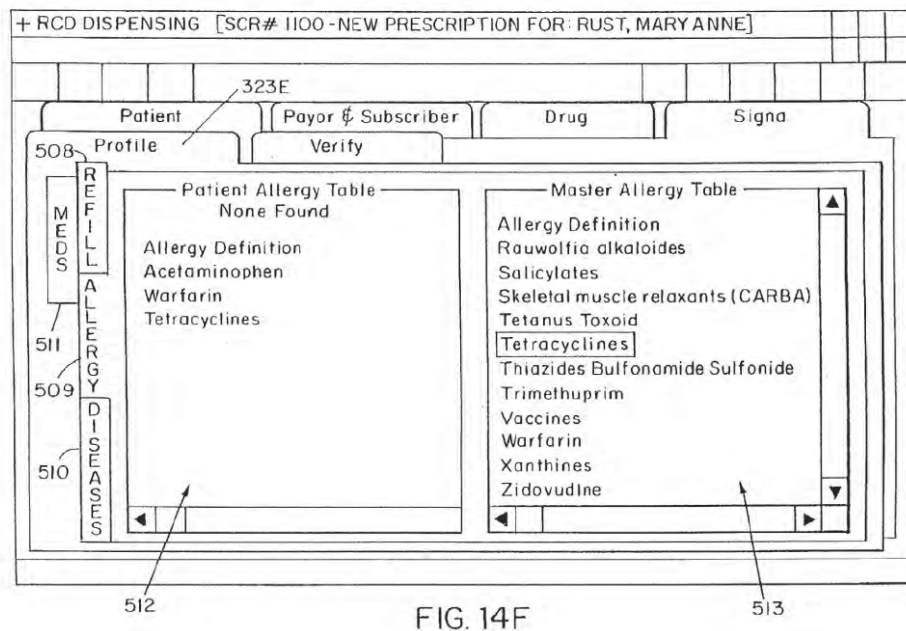 + RCD DISPENSING [SCR# 1100 - NEW PRESCRIPTION FOR: RUST, MARY ANNE]
323E
Patient
Payor & Subscriber
Drug
Signa
Profile
Verify
508
REFILL
MEDS
ALLERGY
DISEASES
511
509
510
Patient Allergy Table
None Found
Allergy Definition
Acetaminophen
Warfarin
Tetracyclines
Master Allergy Table
Allergy Definition
Rauwolfia alkaloides
Salicylates
Skeletal muscle relaxants (CARBA)
Tetanus Toxoid
Tetracyclines
Thiazides Bulfonamide Sulfonide
Trimethuprim
Vaccines
Warfarin
Xanthines
Zidovudine
512
513
FIG. 14F